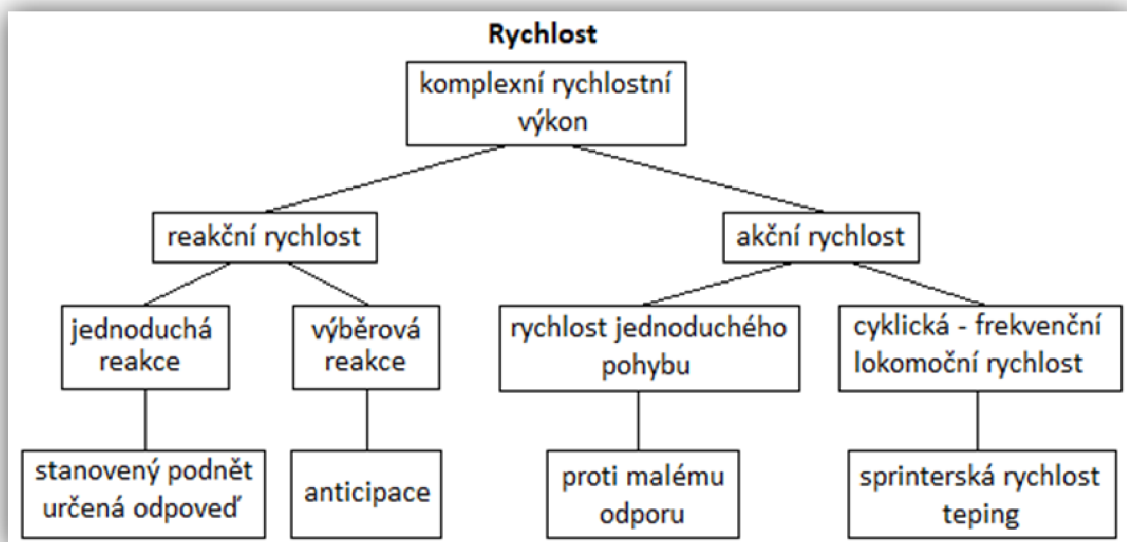 Rychlost
komplexní rychlostní
výkon
reakční rychlost
akční rychlost
jednoduchá
reakce
výběrová
reakce
rychlost jednoduchého
pohybu
cyklická - frekvenční
lokomoční rychlost
stanovený podnět
určená odpoveď
anticipace
proti malému
odporu
sprinterská rychlost
teping